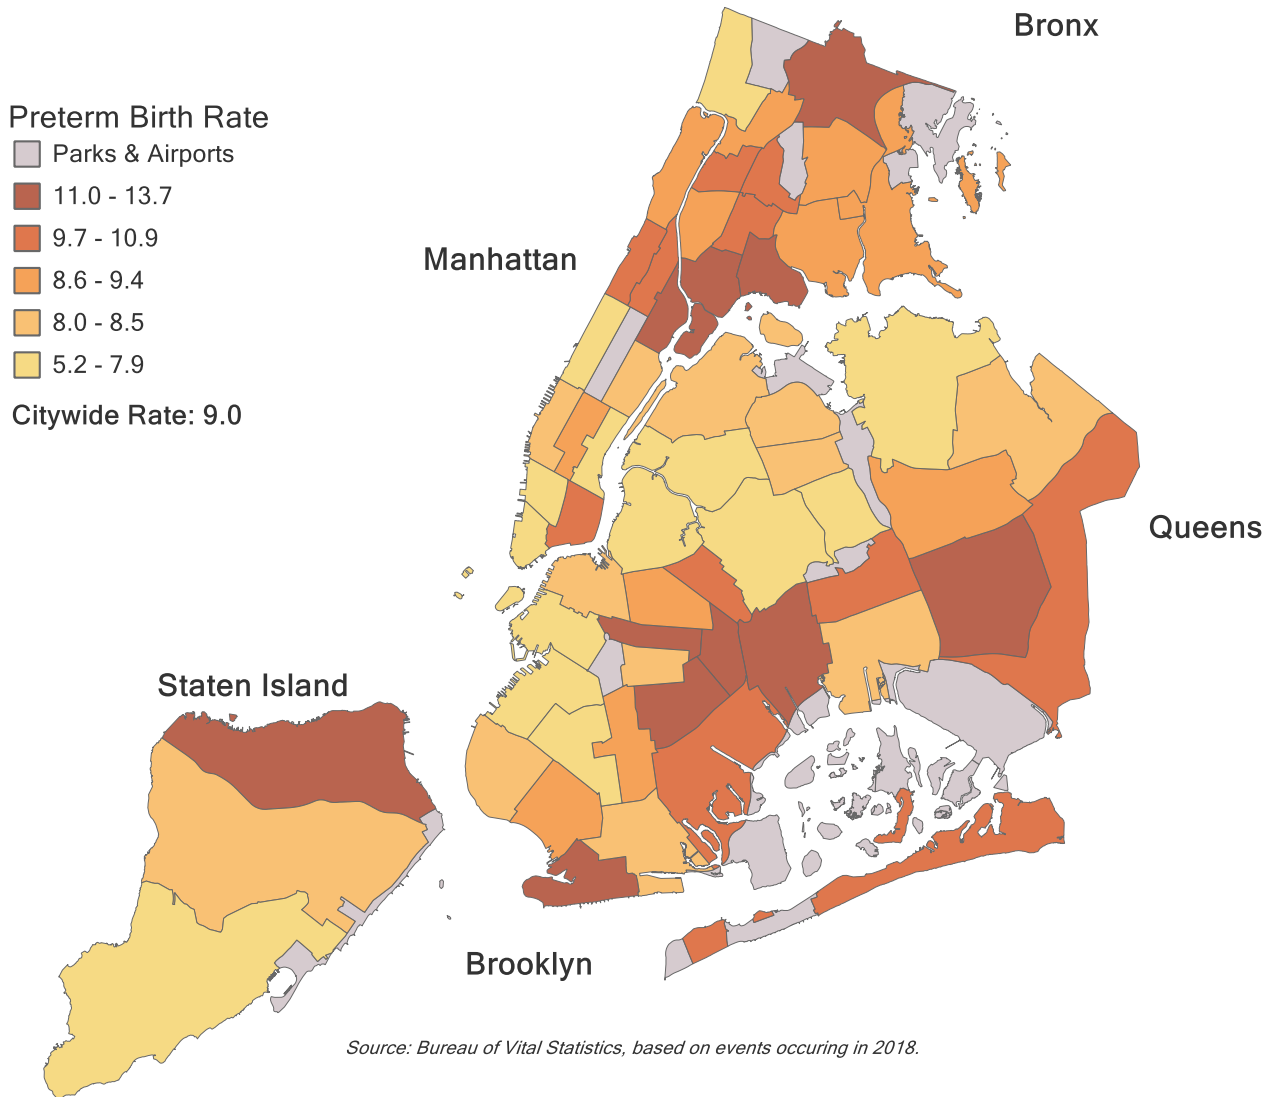 Bronx
Preterm Birth Rate
Parks & Airports
11.0 - 13.7
9.7 - 10.9
8.6 - 9.4
8.0 - 8.5
5.2 - 7.9
Citywide Rate: 9.0
Manhattan
Queens
Staten Island
Brooklyn
Source: Bureau of Vital Statistics, based on events occuring in 2018.